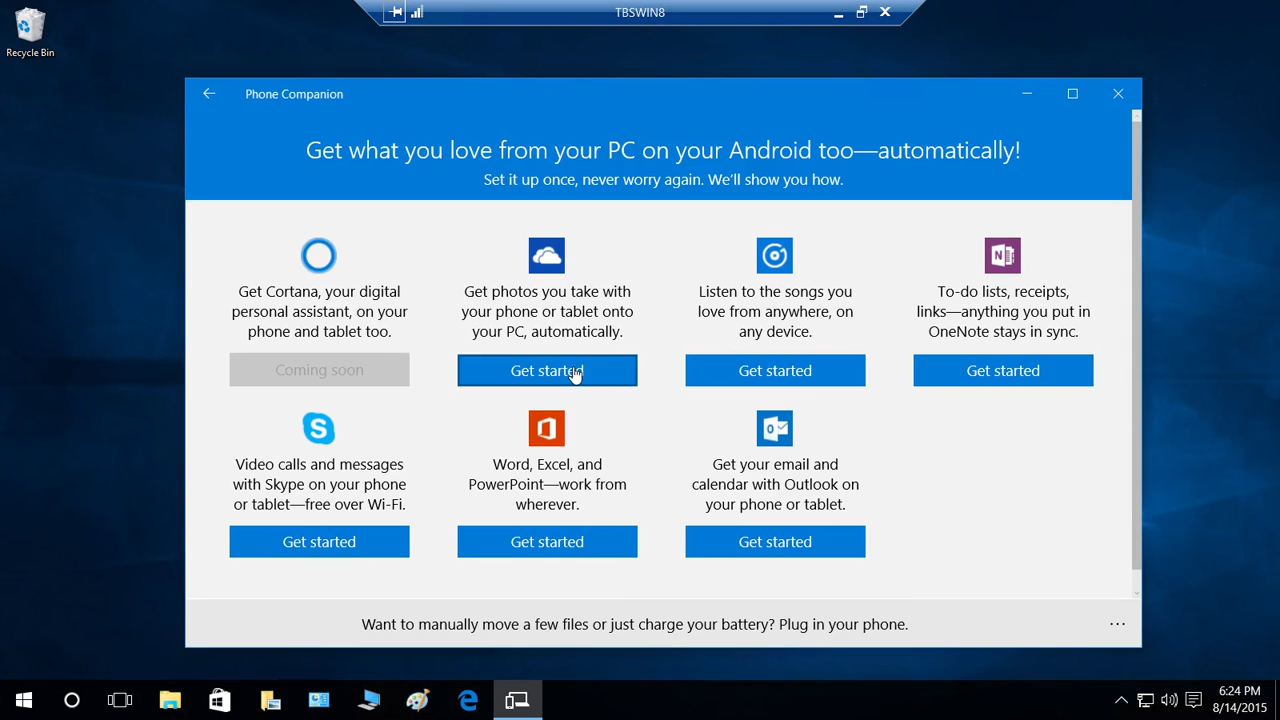 TBSWIN8
Recycle Bin
Phone Companion
Get what you love from your PC on your Android too—automatically!
Set it up once, never worry again. We'll show you how.
Get Cortana, your digital
personal assistant, on your
phone and tablet too.
Coming soon
Get photos you take with
your phone or tablet onto
your PC, automatically.
Get started
Listen to the songs you
love from anywhere, on
any device.
Get started
To-do lists, receipts,
links—anything you put in
OneNote stays in sync.
Get started
Video calls and messages
with Skype on your phone
or tablet—free over Wi-Fi.
Get started
Word, Excel, and
PowerPoint—work from
wherever.
Get started
Get your email and
calendar with Outlook on
your phone or tablet.
Get started
Want to manually move a few files or just charge your battery? Plug in your phone.
6:24 PM
8/14/2015